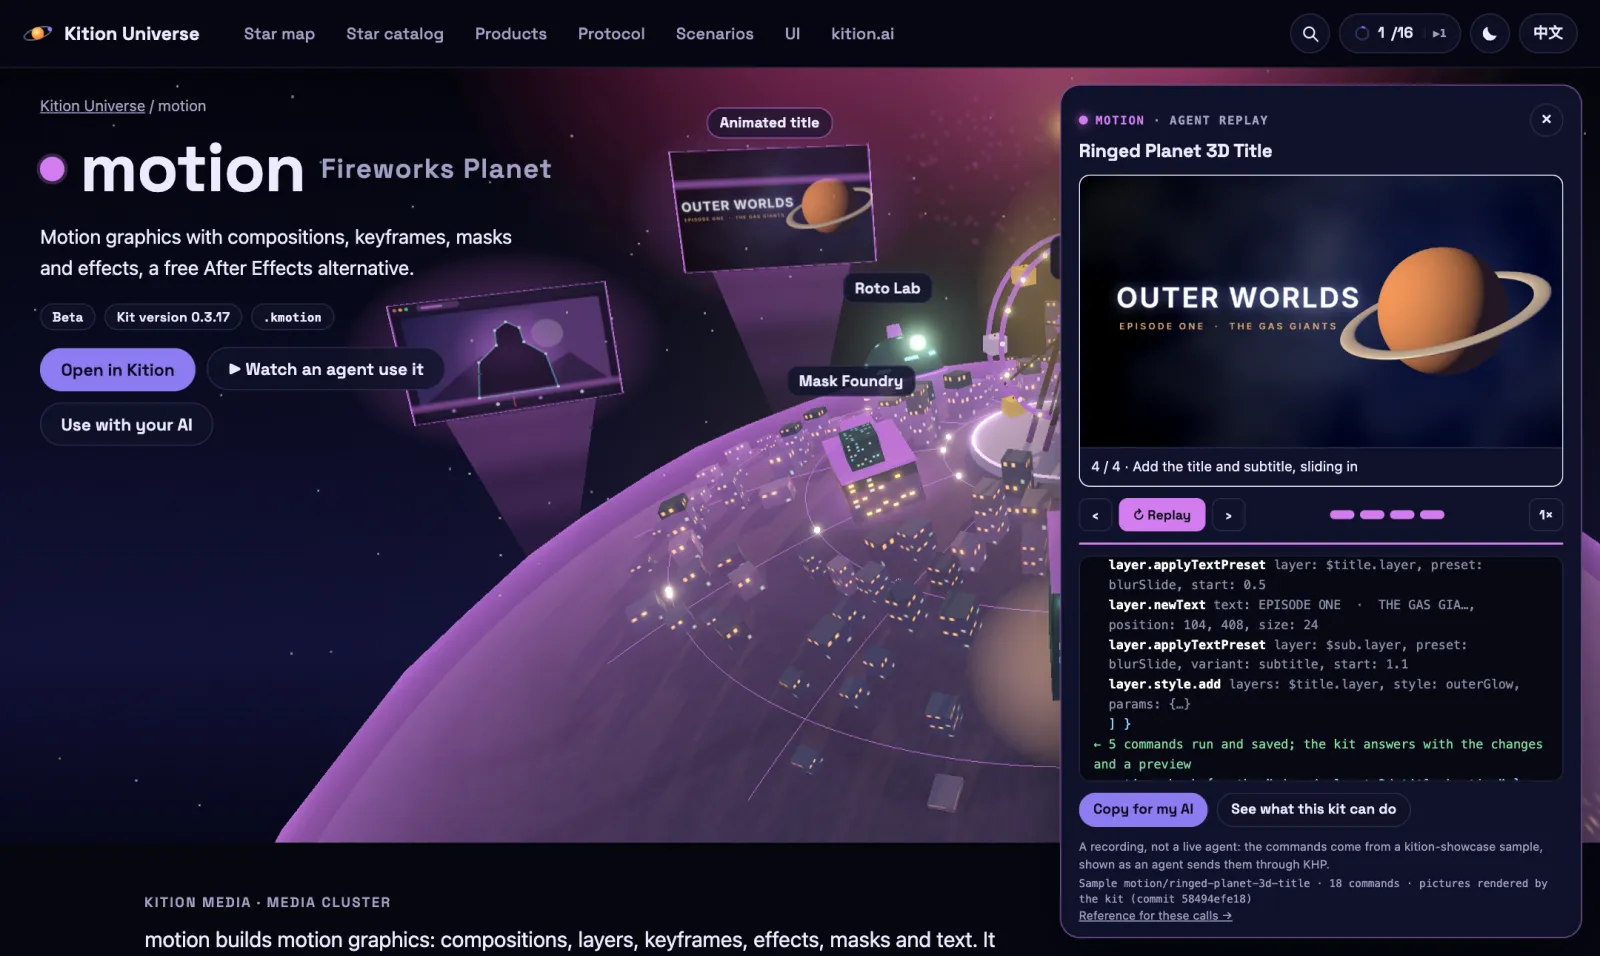 Kition Universe
Star map
Star catalog
Products
Protocol
Scenarios
UI
kition.ai
1 /16
▸1
中文
Kition Universe / motion
motion Fireworks Planet
Motion graphics with compositions, keyframes, masks
and effects, a free After Effects alternative.
Beta
Kit version 0.3.17
.kmotion
Open in Kition
▶ Watch an agent use it
Use with your AI
Animated title
OUTER WORLDS
EPISODE ONE · THE GAS GIANTS
Roto Lab
Mask Foundry
MOTION · AGENT REPLAY
×
Ringed Planet 3D Title
OUTER WORLDS
EPISODE ONE · THE GAS GIANTS
4 / 4 · Add the title and subtitle, sliding in
<
↻ Replay
>
1×
layer.applyTextPreset layer: $title.layer, preset:
blurSlide, start: 0.5
layer.newText text: EPISODE ONE · THE GAS GIA…,
position: 104, 408, size: 24
layer.applyTextPreset layer: $sub.layer, preset:
blurSlide, variant: subtitle, start: 1.1
layer.style.add layers: $title.layer, style: outerGlow,
params: {…}
] }
← 5 commands run and saved; the kit answers with the changes
and a preview
Copy for my AI
See what this kit can do
A recording, not a live agent: the commands come from a kition-showcase sample,
shown as an agent sends them through KHP.
Sample motion/ringed-planet-3d-title · 18 commands · pictures rendered by
the kit (commit 58494efe18)
Reference for these calls →
KITION MEDIA · MEDIA CLUSTER
motion builds motion graphics: compositions, layers, keyframes, effects, masks and text. It